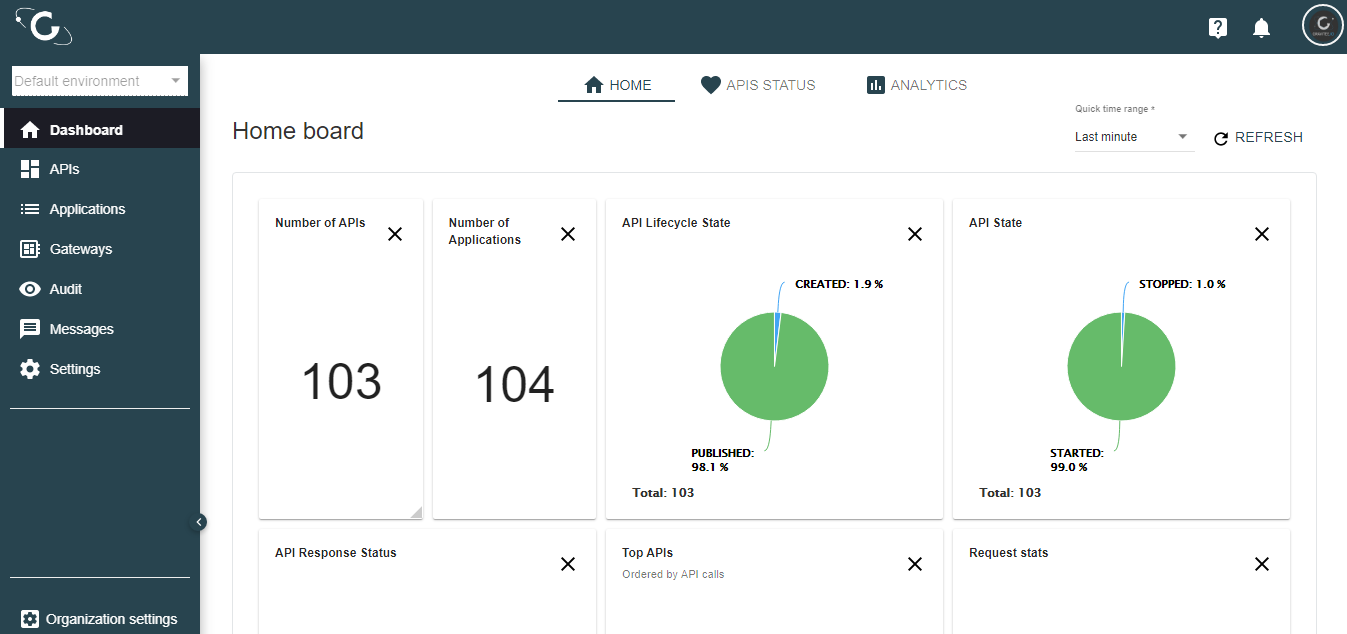 Default environment
Dashboard
APIs
Applications
Gateways
Audit
Messages
Settings
Organization settings
HOME
APIS STATUS
ANALYTICS
Home board
Quick time range *
Last minute
REFRESH
Number of APIs
103
Number of
Applications
104
API Lifecycle State
CREATED: 1.9 %
PUBLISHED:
98.1 %
Total: 103
API State
STOPPED: 1.0 %
STARTED:
99.0 %
Total: 103
API Response Status
Top APIs
Ordered by API calls
Request stats